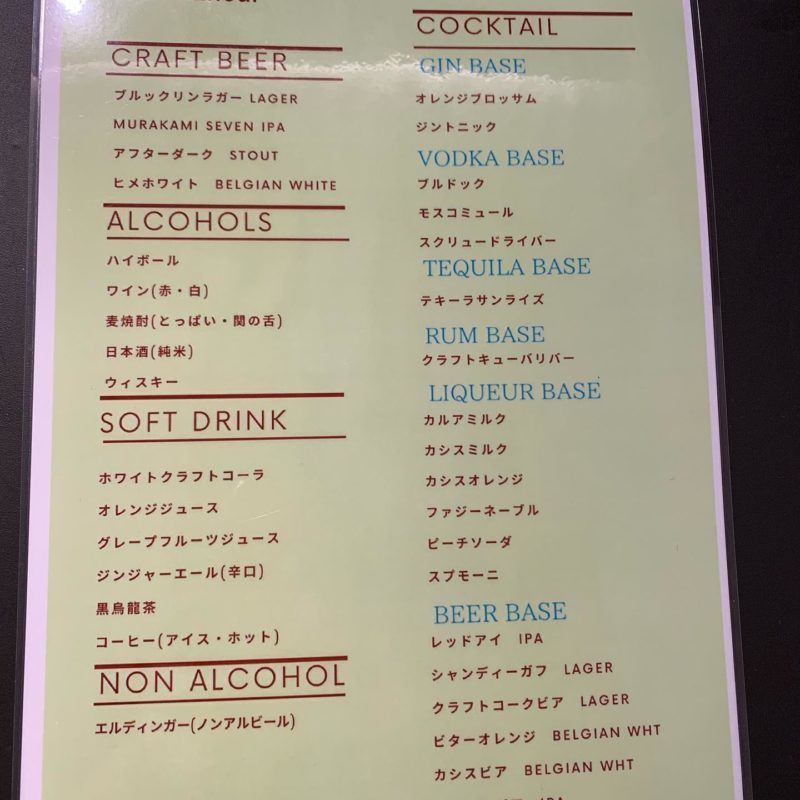 CRAFT BEER
ブルックリンラガー LAGER
MURAKAMI SEVEN IPA
アフターダーク STOUT
ヒメホワイト BELGIAN WHITE
ALCOHOLS
ハイボール
ワイン(赤・白)
麦焼酎(とっぱい・関の舌)
日本酒(純米)
ウィスキー
SOFT DRINK
ホワイトクラフトコーラ
オレンジジュース
グレープフルーツジュース
ジンジャーエール(辛口)
黒烏龍茶
コーヒー(アイス・ホット)
NON ALCOHOL
エルディンガー(ノンアルビール)
COCKTAIL
GIN BASE
オレンジブロッサム
ジントニック
VODKA BASE
ブルドック
モスコミュール
スクリュードライバー
TEQUILA BASE
テキーラサンライズ
RUM BASE
クラフトキューバリバー
LIQUEUR BASE
カルアミルク
カシスミルク
カシスオレンジ
ファジーネーブル
ピーチソーダ
スプモーニ
BEER BASE
レッドアイ IPA
シャンディーガフ LAGER
クラフトコークビア LAGER
ビターオレンジ BELGIAN WHT
カシスビア BELGIAN WHT
IPA